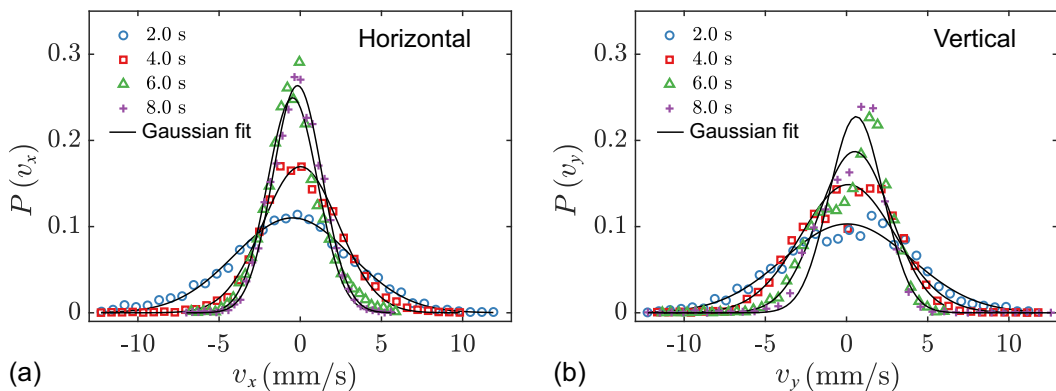 Horizontal
2.0 s
4.0 s
6.0 s
8.0 s
Gaussian fit
0.3
0.2
0.1
0
P (v_x)
-10 -5 0 5 10
v_x (mm/s)
(a)
Vertical
2.0 s
4.0 s
6.0 s
8.0 s
Gaussian fit
0.3
0.2
0.1
0
P (v_y)
-10 -5 0 5 10
v_y (mm/s)
(b)